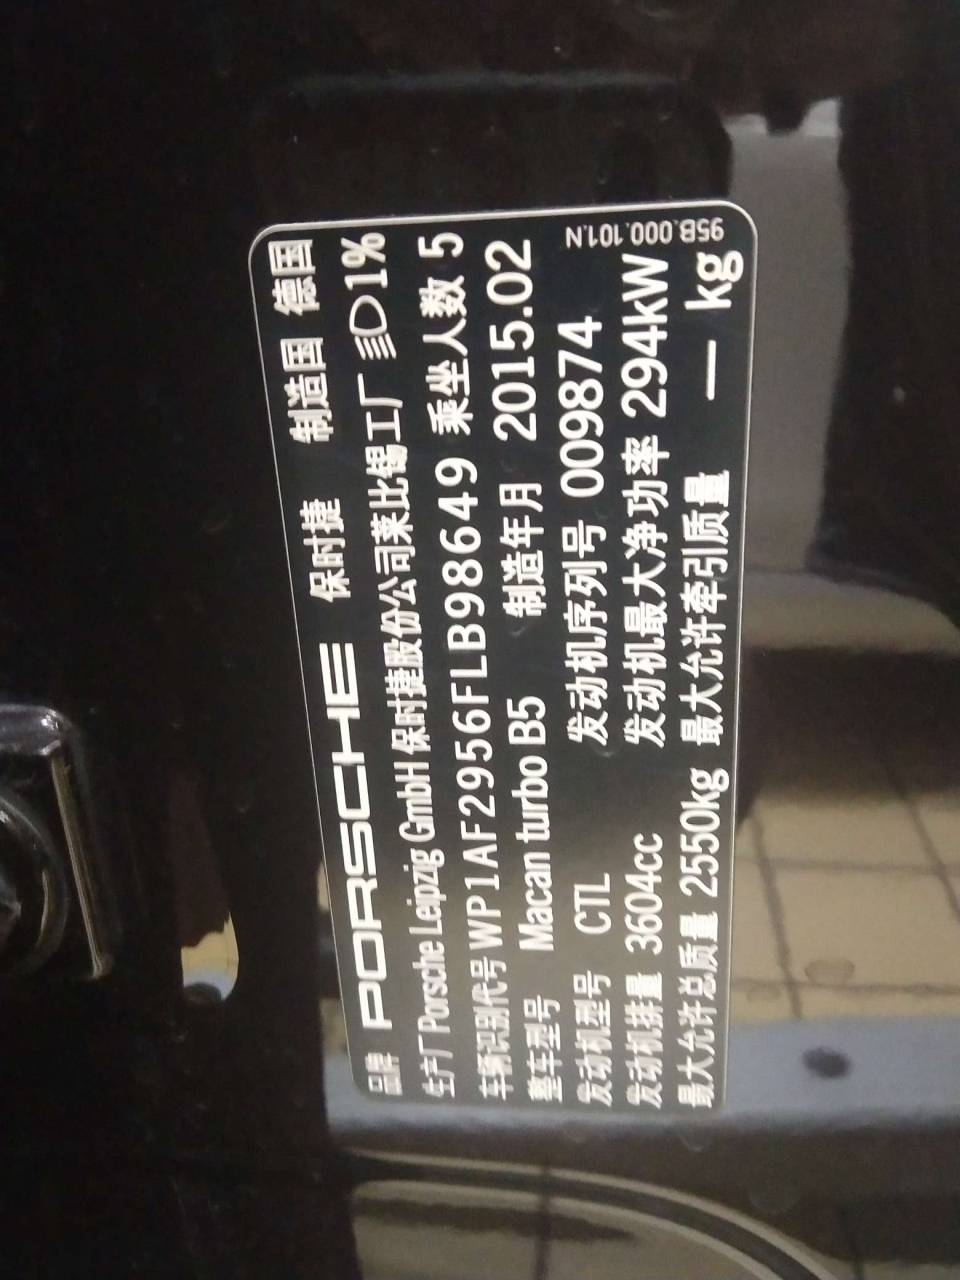 品牌 PORSCHE 保时捷 制造国 德国
生产厂 Porsche Leipzig GmbH 保时捷股份公司莱比锡工厂 1%
车辆识别代号 WP1AF2956FLB98649 乘坐人数 5
整车型号 Macan turbo B5 制造年月 2015.02
发动机型号 CTL 发动机序列号 009874
发动机排量 3604cc 发动机最大净功率 294kW
最大允许总质量 2550kg 最大允许牵引质量 — kg
95B.000.101.N